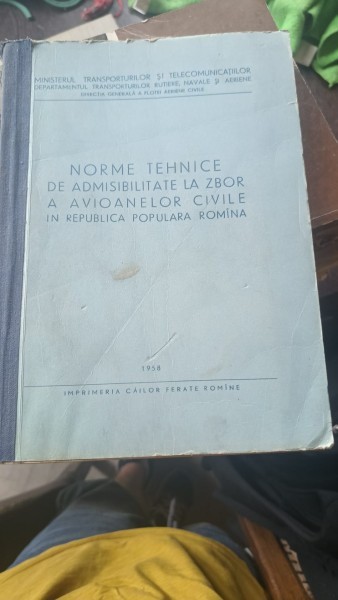 MINISTERUL TRANSPORTURILOR ȘI TELECOMUNICAȚIILOR
DEPARTAMENTUL TRANSPORTURILOR RUTIERE, NAVALE ȘI AERIENE
DIRECȚIA GENERALĂ A FLOTEI AERIENE CIVILE
NORME TEHNICE
DE ADMISIBILITATE LA ZBOR
A AVIOANELOR CIVILE
IN REPUBLICA POPULARA ROMÎNA
1958
IMPRIMERIA CĂILOR FERATE ROMÎNE